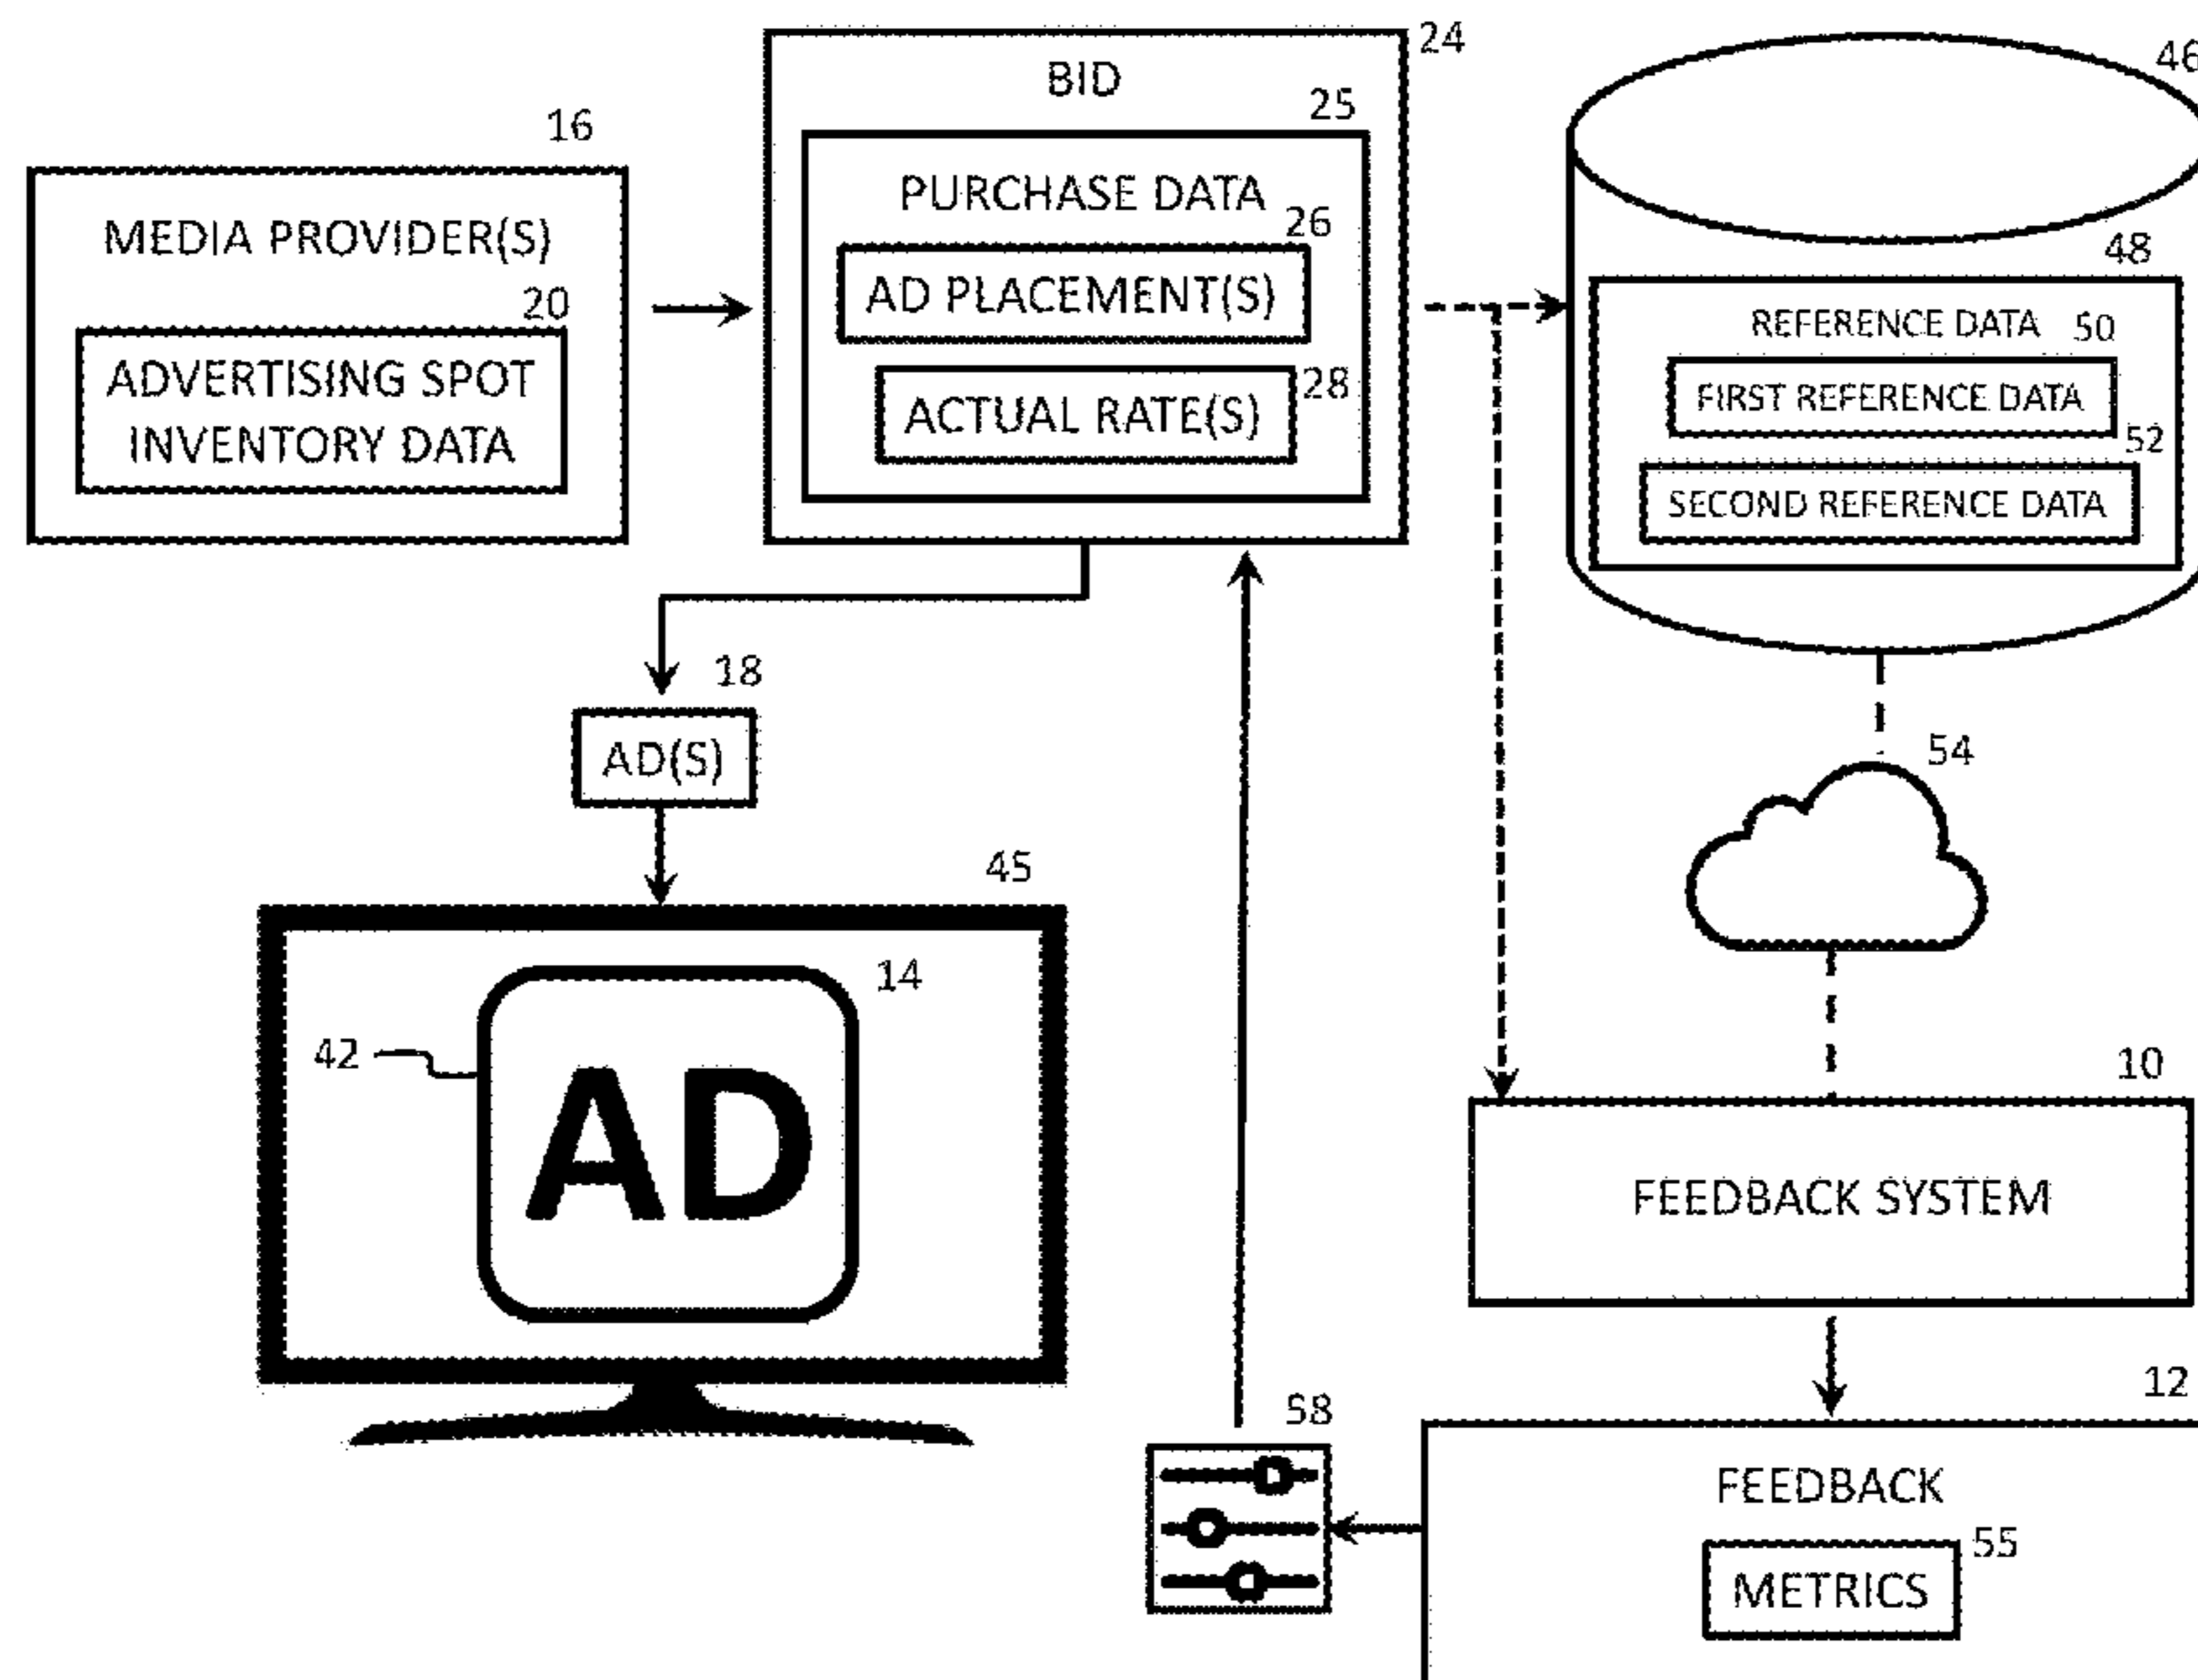 24
BID
46
25
16
PURCHASE DATA
26
MEDIA PROVIDER(S)
48
20
AD PLACEMENT(S)
REFERENCE DATA
50
ADVERTISING SPOT
INVENTORY DATA
28
ACTUAL RATE(S)
FIRST REFERENCE DATA
52
SECOND REFERENCE DATA
18
AD(S)
54
45
14
42
AD
10
FEEDBACK SYSTEM
12
58
FEEDBACK
55
METRICS